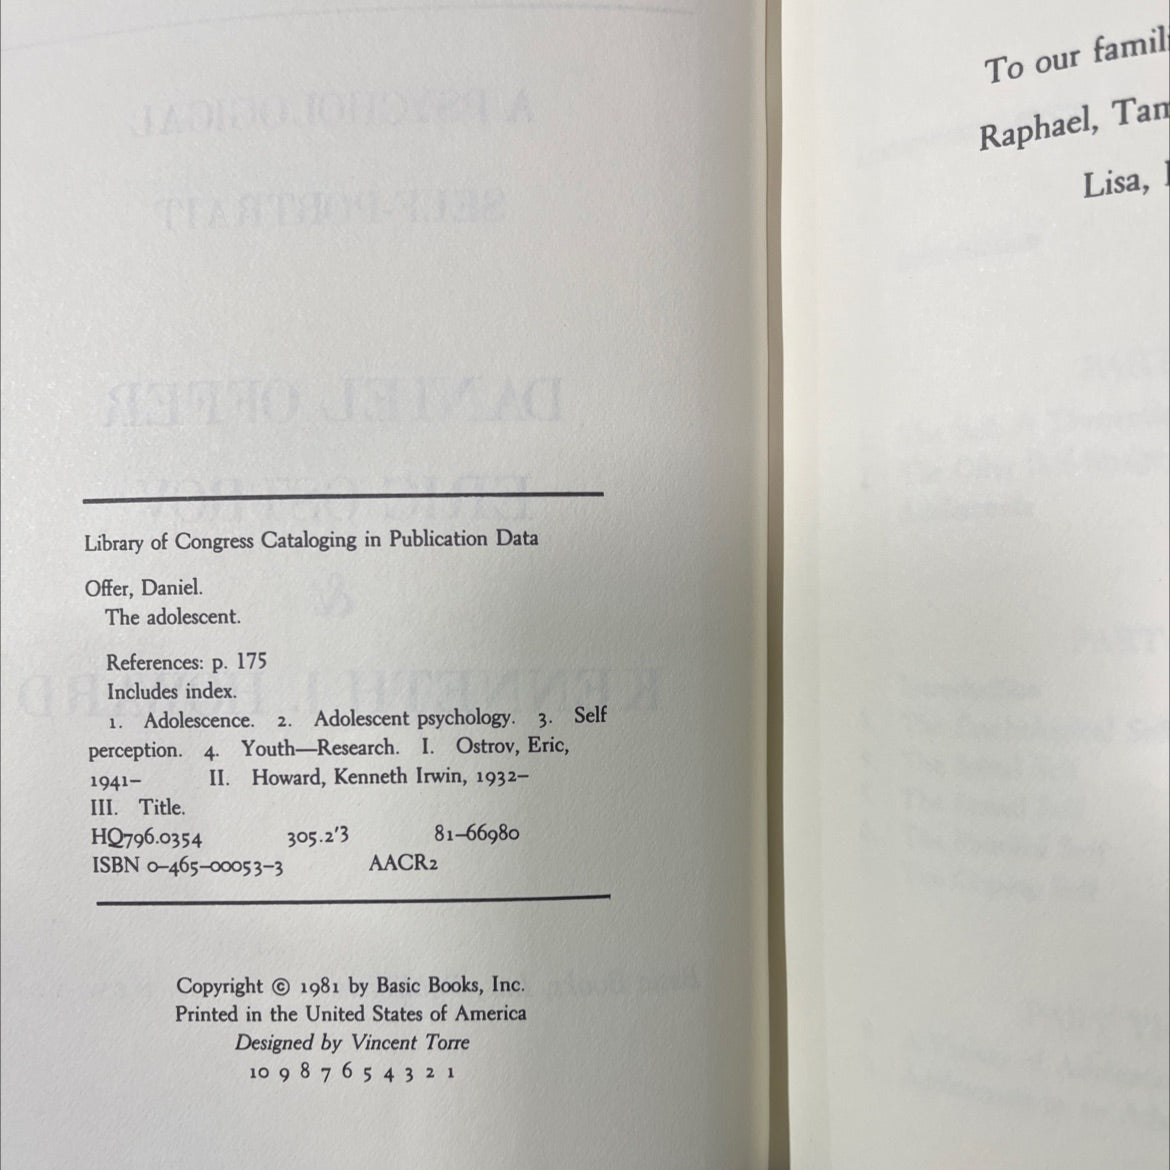 Library of Congress Cataloging in Publication Data
Offer, Daniel.
The adolescent.
References: p. 175
Includes index.
1. Adolescence. 2. Adolescent psychology. 3. Self
perception. 4. Youth—Research. I. Ostrov, Eric,
1941– II. Howard, Kenneth Irwin, 1932–
III. Title.
HQ796.O354 305.2′3 81–66980
ISBN 0–465–00053–3 AACR2
Copyright © 1981 by Basic Books, Inc.
Printed in the United States of America
Designed by Vincent Torre
10 9 8 7 6 5 4 3 2 1
To our
Raphael,
Lisa,